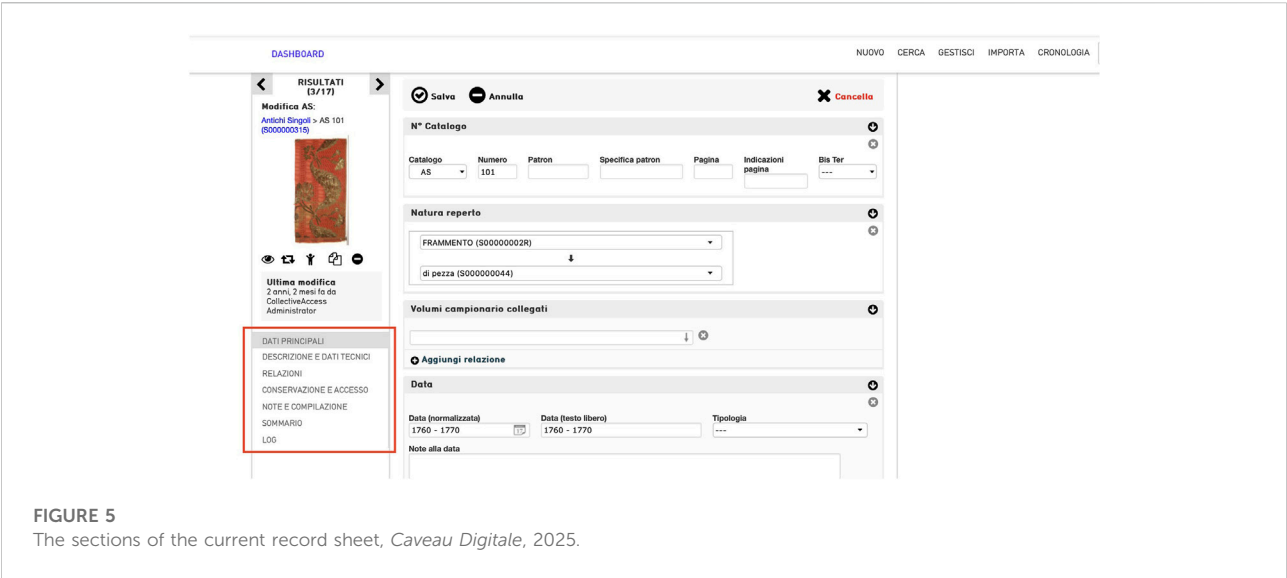 DASHBOARD NUOVO CERCA GESTISCI IMPORTA CRONOLOGIA
RISULTATI
(3/17)
Modifica AS:
Antichi Singoli > AS 101
(S000000315)
Ultima modifica
2 anni, 2 mesi fa da
CollectiveAccess
Administrator
DATI PRINCIPALI
DESCRIZIONE E DATI TECNICI
RELAZIONI
CONSERVAZIONE E ACCESSO
NOTE E COMPILAZIONE
SOMMARIO
LOG
Salva Annulla Cancella
N° Catalogo
Catalogo Numero Patron Specifica patron Pagina Indicazioni pagina Bis Ter
AS 101 ---
Natura reperto
FRAMMENTO (S00000002R)
di pezza (S000000044)
Volumi campionario collegati
Aggiungi relazione
Data
Data (normalizzata) Data (testo libero) Tipologia
1760 - 1770 1760 - 1770 ---
Note alla data
FIGURE 5
The sections of the current record sheet, Caveau Digitale, 2025.